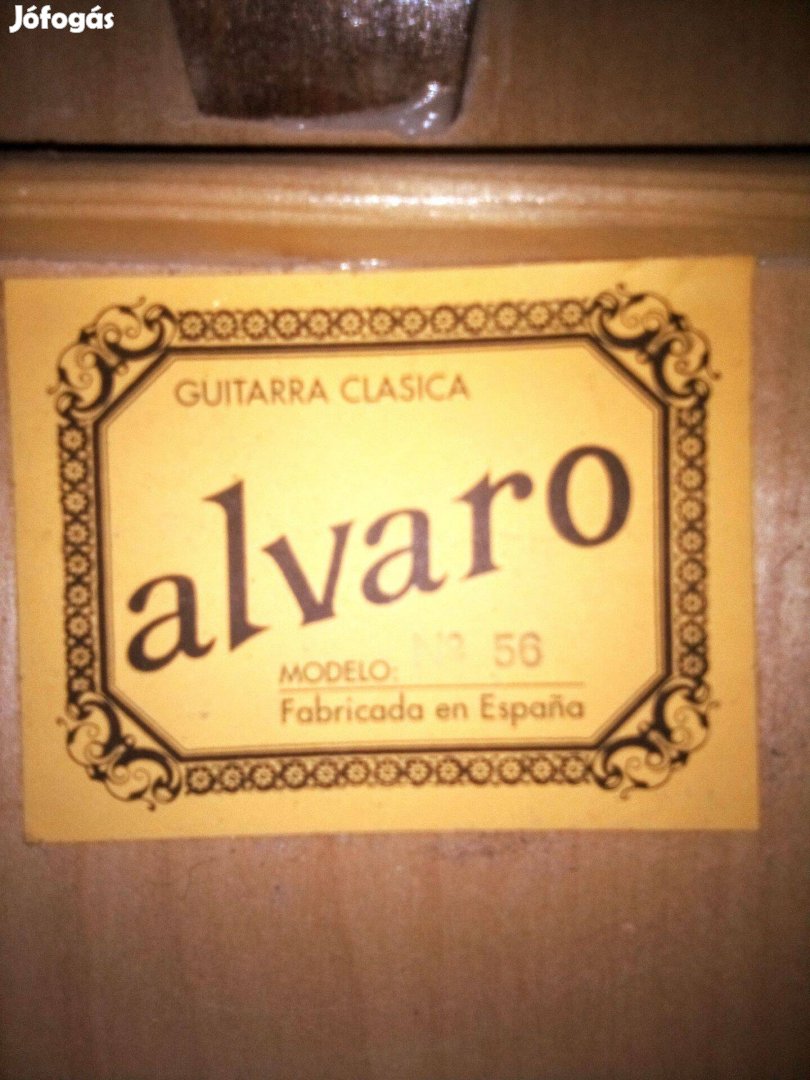 Jófogás
GUITARRA CLASICA
alvaro
MODELO: Nº 56
Fabricada en España